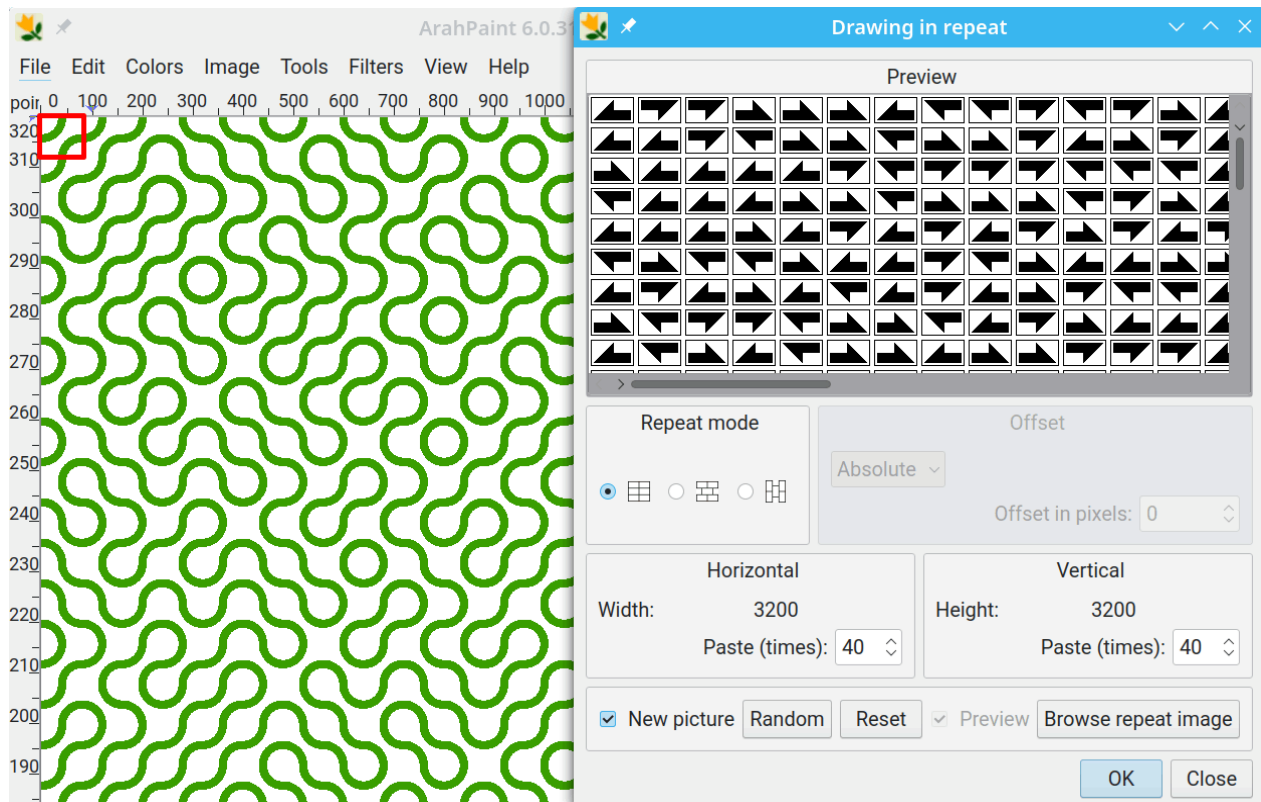 ArahPaint 6.0.31
Drawing in repeat
File Edit Colors Image Tools Filters View Help
poir 0 100 200 300 400 500 600 700 800 900 1000
320
310
300
290
280
270
260
250
240
230
220
210
200
190
Preview
Repeat mode
Offset
Absolute
Offset in pixels: 0
Horizontal
Vertical
Width: 3200
Height: 3200
Paste (times): 40
Paste (times): 40
New picture Random Reset Preview Browse repeat image
OK Close